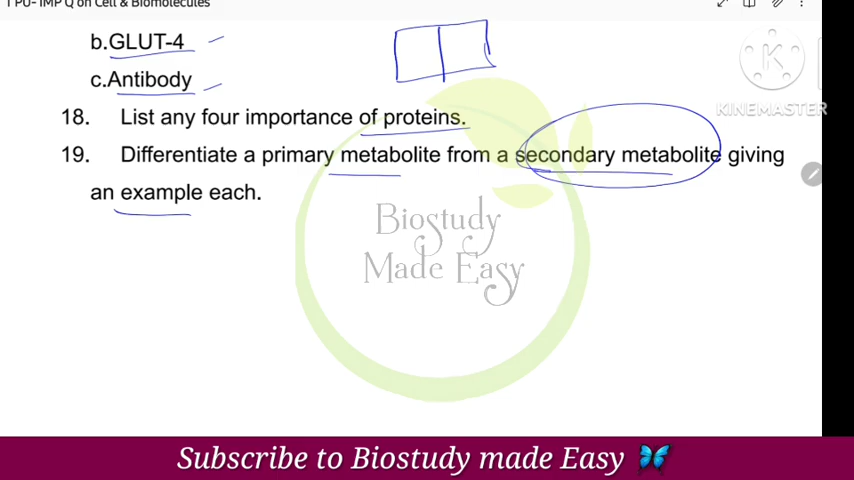 1 PU- IMP Q on Cell & Biomolecules
b.GLUT-4
c.Antibody
K
KINEMASTER
18. List any four importance of proteins.
19. Differentiate a primary metabolite from a secondary metabolite giving
an example each.
Biostudy
Made Easy
Subscribe to Biostudy made Easy 🦋